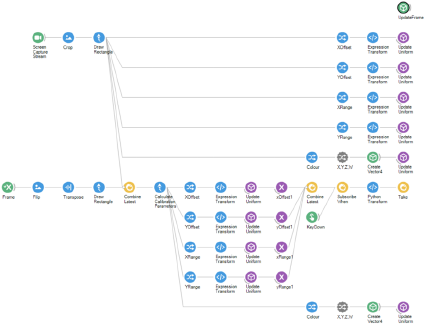 UpdateFrame
Screen
Capture
Stream
Crop
Draw
Rectangle
XOffset
Expression
Transform
Update
Uniform
YOffset
Expression
Transform
Update
Uniform
XRange
Expression
Transform
Update
Uniform
YRange
Expression
Transform
Update
Uniform
Colour
X,Y,Z,W
Create
Vector4
Update
Uniform
Frame
Flip
Transpose
Draw
Rectangle
Combine
Latest
Calculate
Calibration
Parameters
XOffset
Expression
Transform
Update
Uniform
xOffset1
Combine
Latest
Subscribe
When
Python
Transform
Take
YOffset
Expression
Transform
Update
Uniform
yOffset1
KeyDown
XRange
Expression
Transform
Update
Uniform
xRange1
YRange
Expression
Transform
Update
Uniform
yRange1
Colour
X,Y,Z,W
Create
Vector4
Update
Uniform